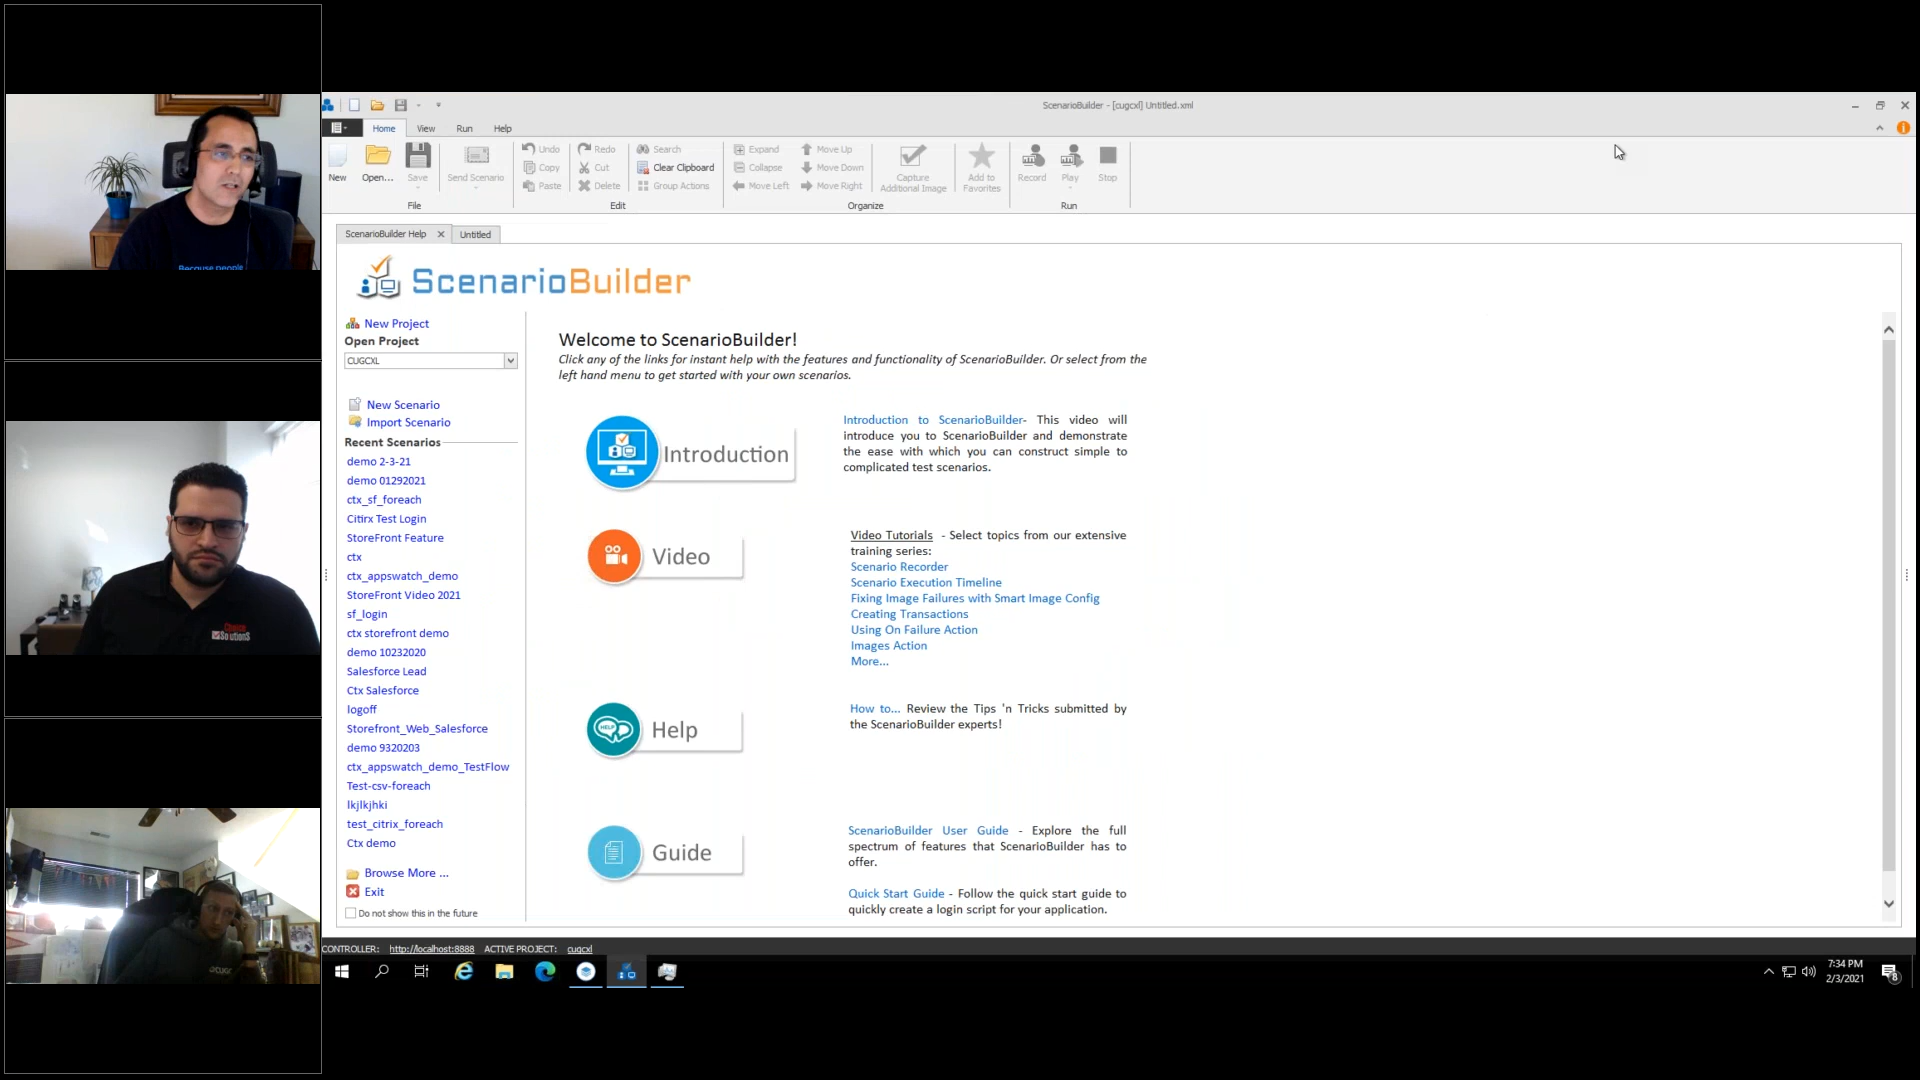 Because people
Choice
Solutions
CUGC
ScenarioBuilder - [cugcxl] Untitled.xml
Home
View
Run
Help
New
Open...
Save
Send Scenario
Undo
Copy
Paste
Redo
Cut
Delete
Search
Clear Clipboard
Group Actions
Expand
Collapse
Move Left
Move Up
Move Down
Move Right
Capture
Additional Image
Add to
Favorites
Record
Play
Stop
File
Edit
Organize
Run
ScenarioBuilder Help
Untitled
ScenarioBuilder
New Project
Open Project
CUGCXL
New Scenario
Import Scenario
Recent Scenarios
demo 2-3-21
demo 01292021
ctx_sf_foreach
Citirx Test Login
StoreFront Feature
ctx
ctx_appswatch_demo
StoreFront Video 2021
sf_login
ctx storefront demo
demo 10232020
Salesforce Lead
Ctx Salesforce
logoff
Storefront_Web_Salesforce
demo 9320203
ctx_appswatch_demo_TestFlow
Test-csv-foreach
lkjlkjhki
test_citrix_foreach
Ctx demo
Browse More ...
Exit
Do not show this in the future
Welcome to ScenarioBuilder!
Click any of the links for instant help with the features and functionality of ScenarioBuilder. Or select from the
left hand menu to get started with your own scenarios.
Introduction
Introduction to ScenarioBuilder- This video will
introduce you to ScenarioBuilder and demonstrate
the ease with which you can construct simple to
complicated test scenarios.
Video
Video Tutorials - Select topics from our extensive
training series:
Scenario Recorder
Scenario Execution Timeline
Fixing Image Failures with Smart Image Config
Creating Transactions
Using On Failure Action
Images Action
More...
HELP
Help
How to... Review the Tips 'n Tricks submitted by
the ScenarioBuilder experts!
Guide
ScenarioBuilder User Guide - Explore the full
spectrum of features that ScenarioBuilder has to
offer.
Quick Start Guide - Follow the quick start guide to
quickly create a login script for your application.
CONTROLLER: http://localhost:8888 ACTIVE PROJECT: cugcxl
7:34 PM
2/3/2021
8